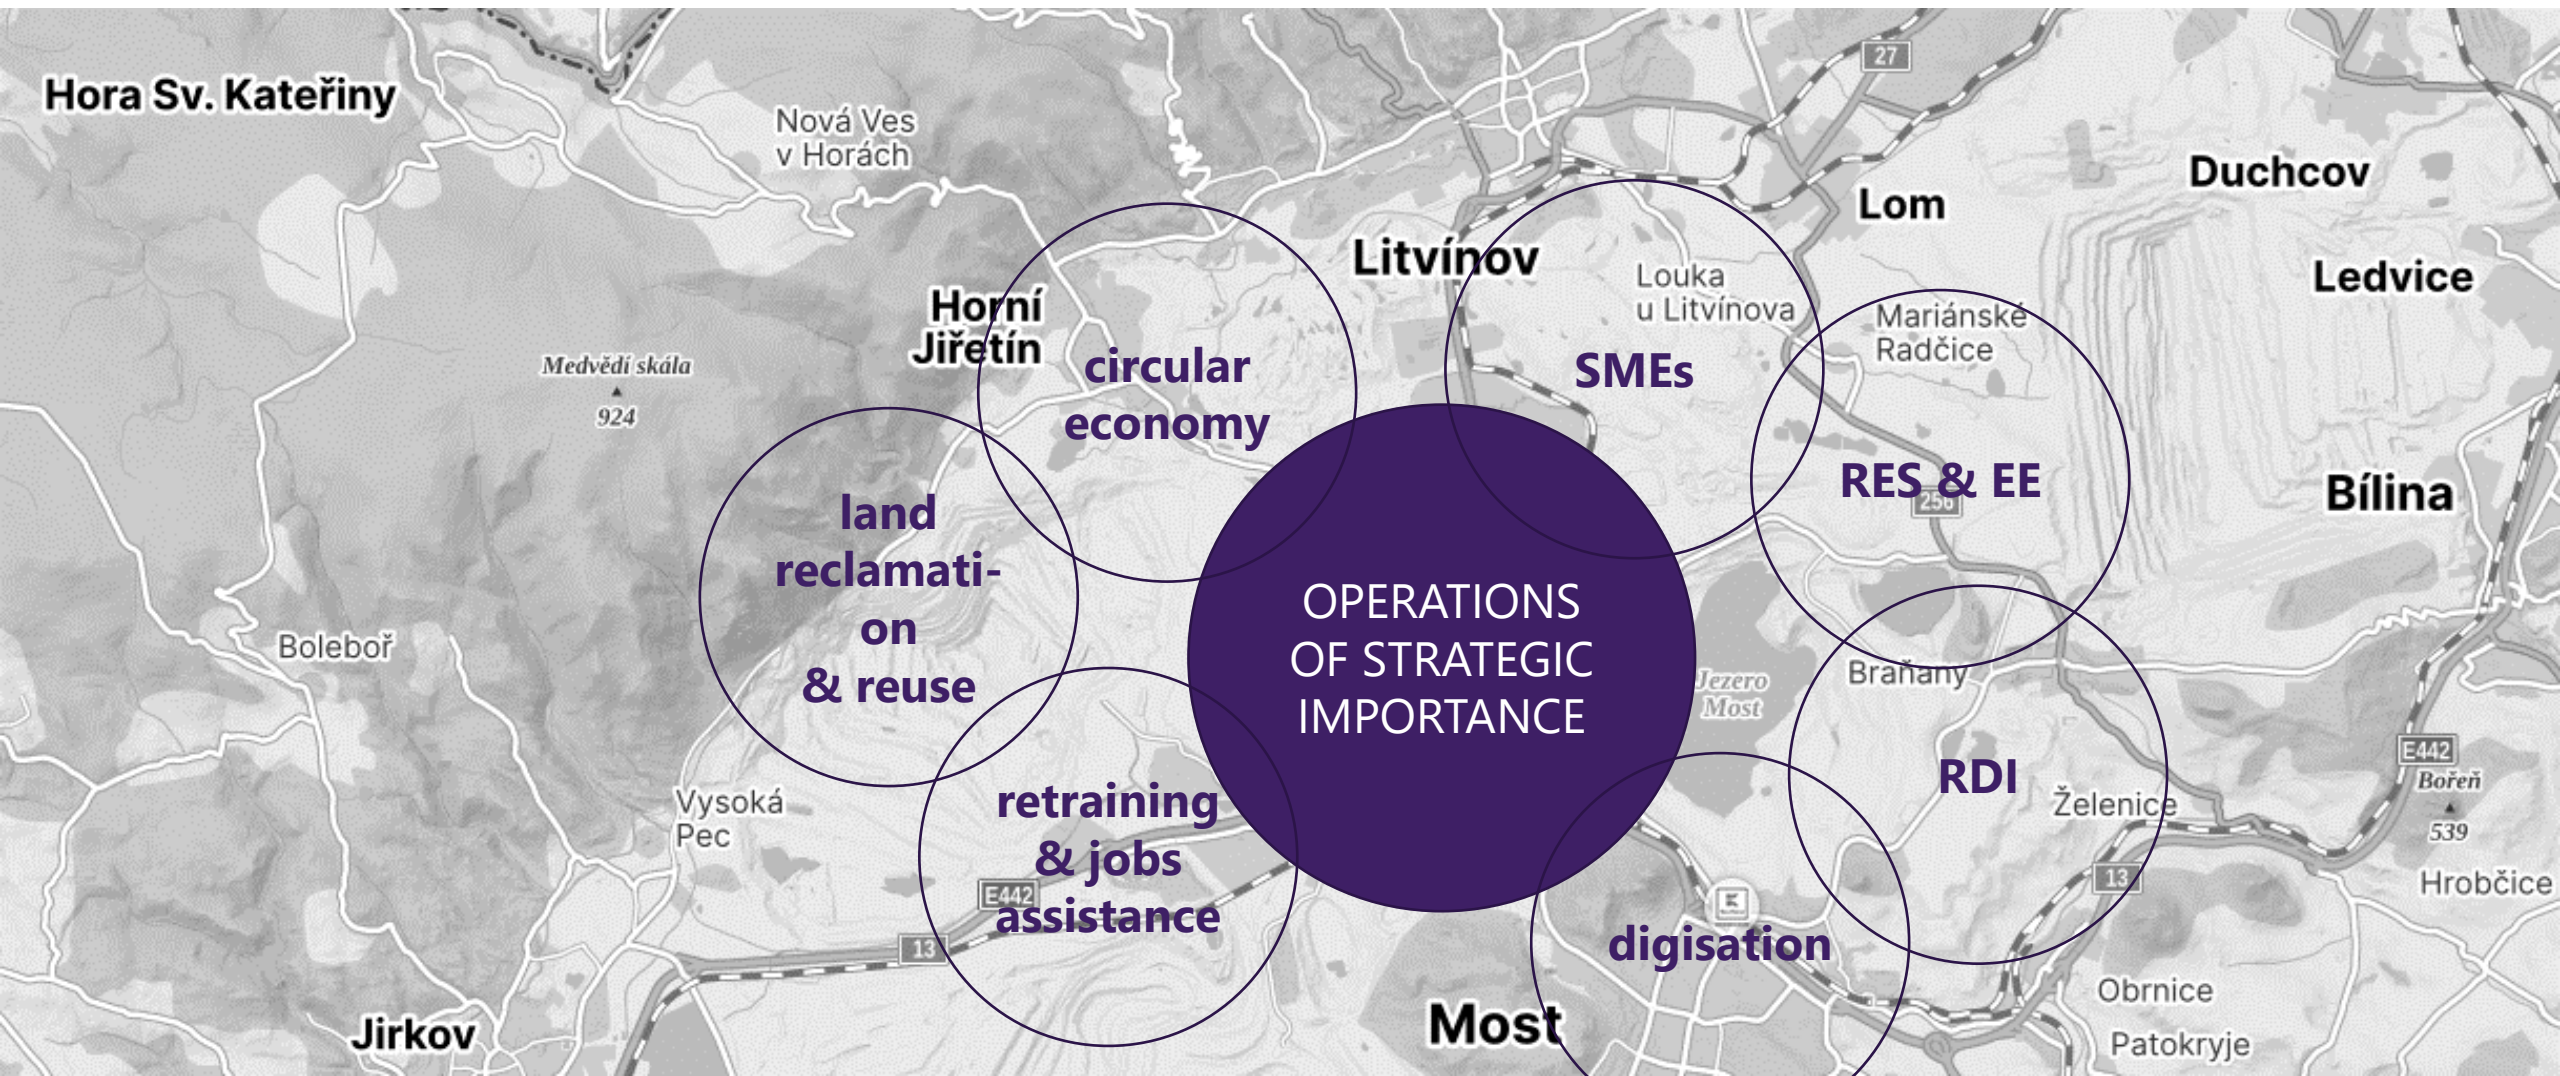 27
Hora Sv. Kateřiny
Nová Ves
v Horách
Duchcov
Lom
Litvínov
Ledvice
Louka
u Litvínova
Horní
Jiřetín
Mariánské
Radčice
Medvědí skála
924
circular
economy
SMEs
RES & EE
256
Bílina
land
reclamati-
on
& reuse
OPERATIONS
OF STRATEGIC
IMPORTANCE
Boleboř
Jezero
Most
Braňany
E442
Bořeň
539
RDI
Želenice
Vysoká
Pec
retraining
& jobs
assistance
E442
13
13
Hrobčice
digisation
Obrnice
Most
Jirkov
Patokryje